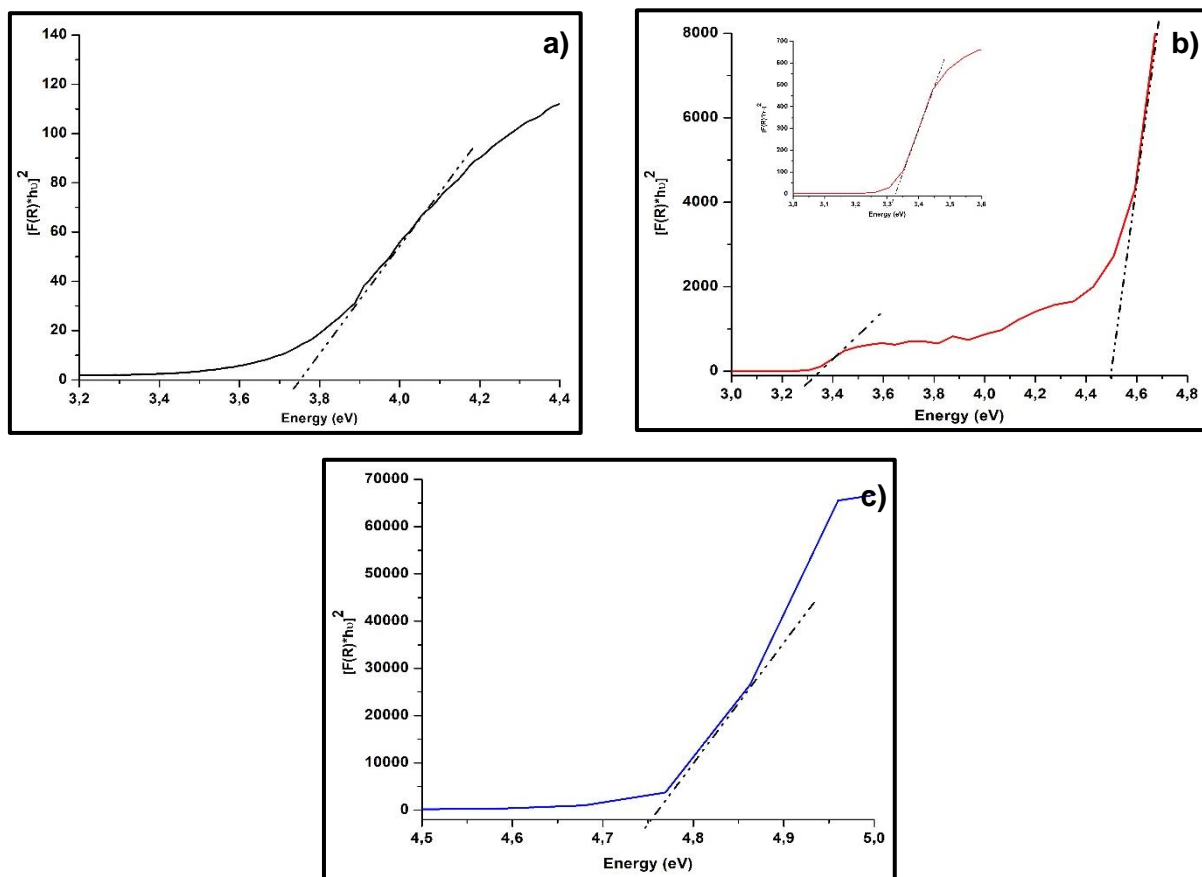 a)
140
120
100
80
60
40
20
0
[F(R)*hυ]²
3,2 3,4 3,6 3,8 4,0 4,2 4,4
Energy (eV)
b)
8000
6000
4000
2000
0
[F(R)*hυ]²
3,0 3,2 3,4 3,6 3,8 4,0 4,2 4,4 4,6 4,8
Energy (eV)
700
600
500
400
300
200
100
0
3,0 3,1 3,2 3,3 3,4 3,5 3,6
Energy (eV)
c)
70000
60000
50000
40000
30000
20000
10000
0
[F(R)*hυ]²
4,5 4,6 4,7 4,8 4,9 5,0
Energy (eV)